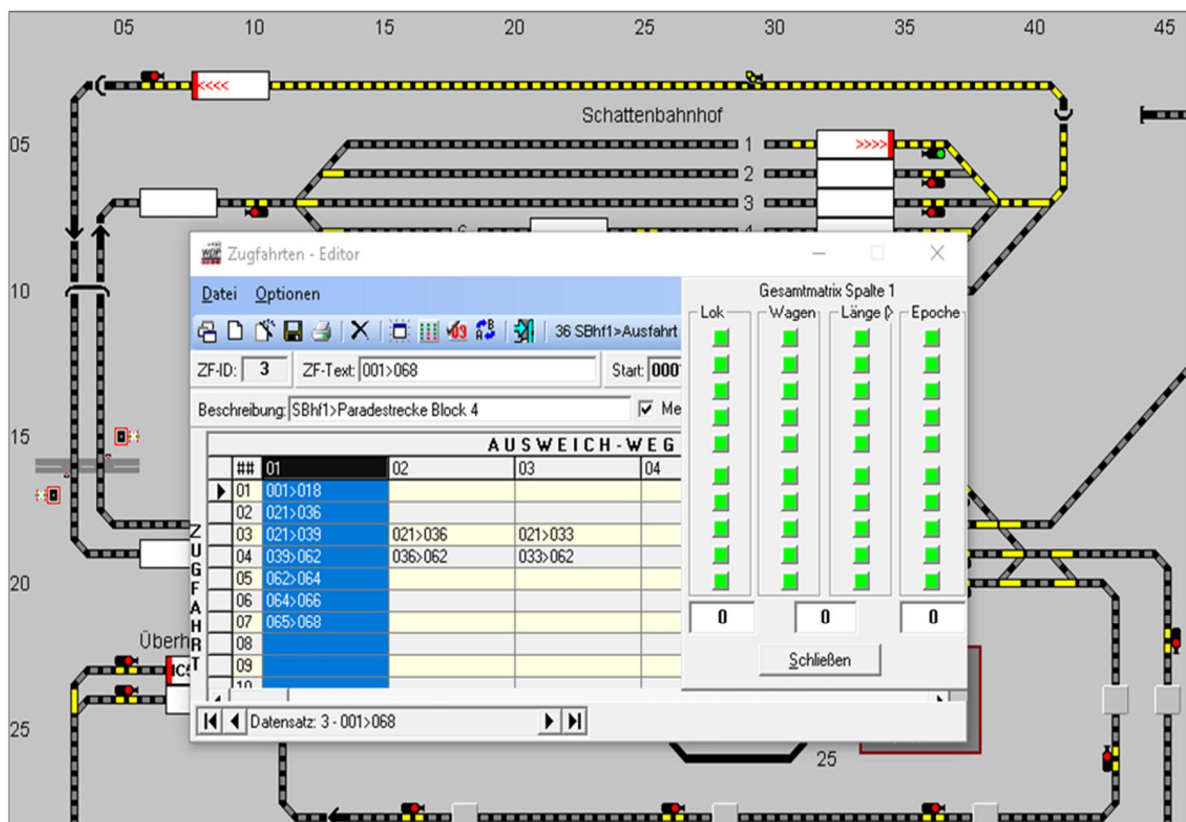 05 10 15 20 25 30 35 40 45
<<<<
Schattenbahnhof
05
1
>>>>
2
3
Zugfahrten - Editor
10
Datei Optionen
Gesamtmatrix Spalte 1
Lok Wagen Länge Epoche
36 SBhf1>Ausfahrt
ZF-ID: 3 ZF-Text: 001>068 Start: 000
Beschreibung: SBhf1>Paradestrecke Block 4 Me
15
AUSWEICH-WEG
## 01 02 03 04
01 001>018
02 021>036
03 021>039 021>036 021>033
04 039>062 036>062 033>062
20
05 062>064
06 064>066
07 065>068
08
09
10
ZUGFAHRT
0 0 0
Schließen
Überh
Datensatz: 3 - 001>068
25
25